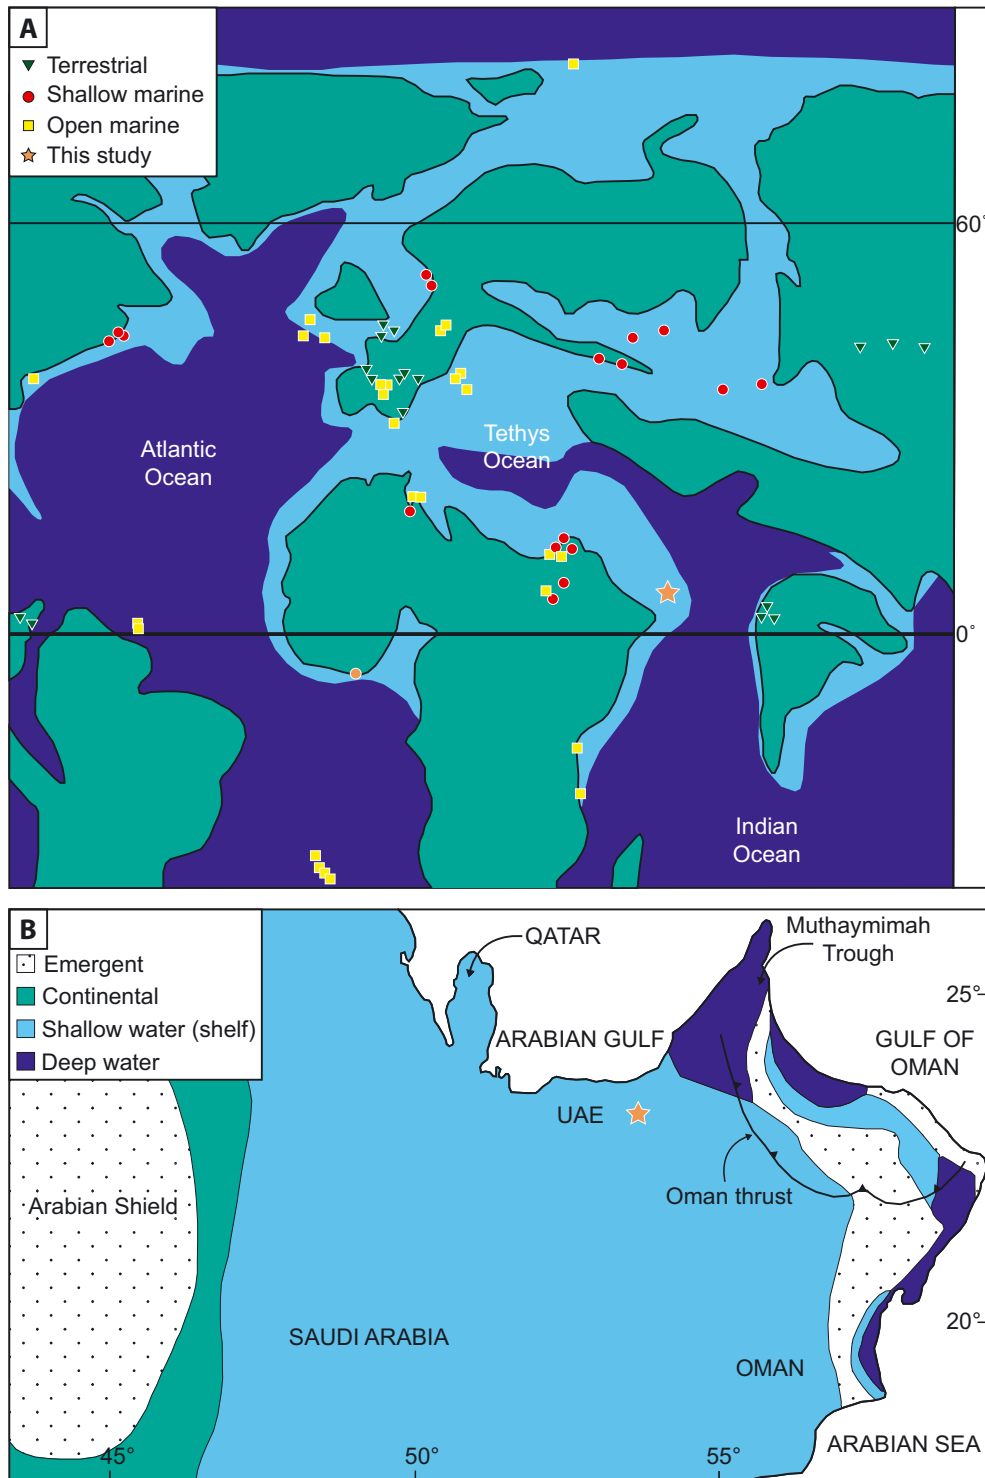 A
Terrestrial
Shallow marine
Open marine
This study
60°
Atlantic
Ocean
Tethys
Ocean
0°
Indian
Ocean
B
Emergent
Continental
Shallow water (shelf)
Deep water
QATAR
Muthaymimah
Trough
25°
ARABIAN GULF
GULF OF
OMAN
UAE
Arabian Shield
Oman thrust
20°
SAUDI ARABIA
OMAN
ARABIAN SEA
45°
50°
55°